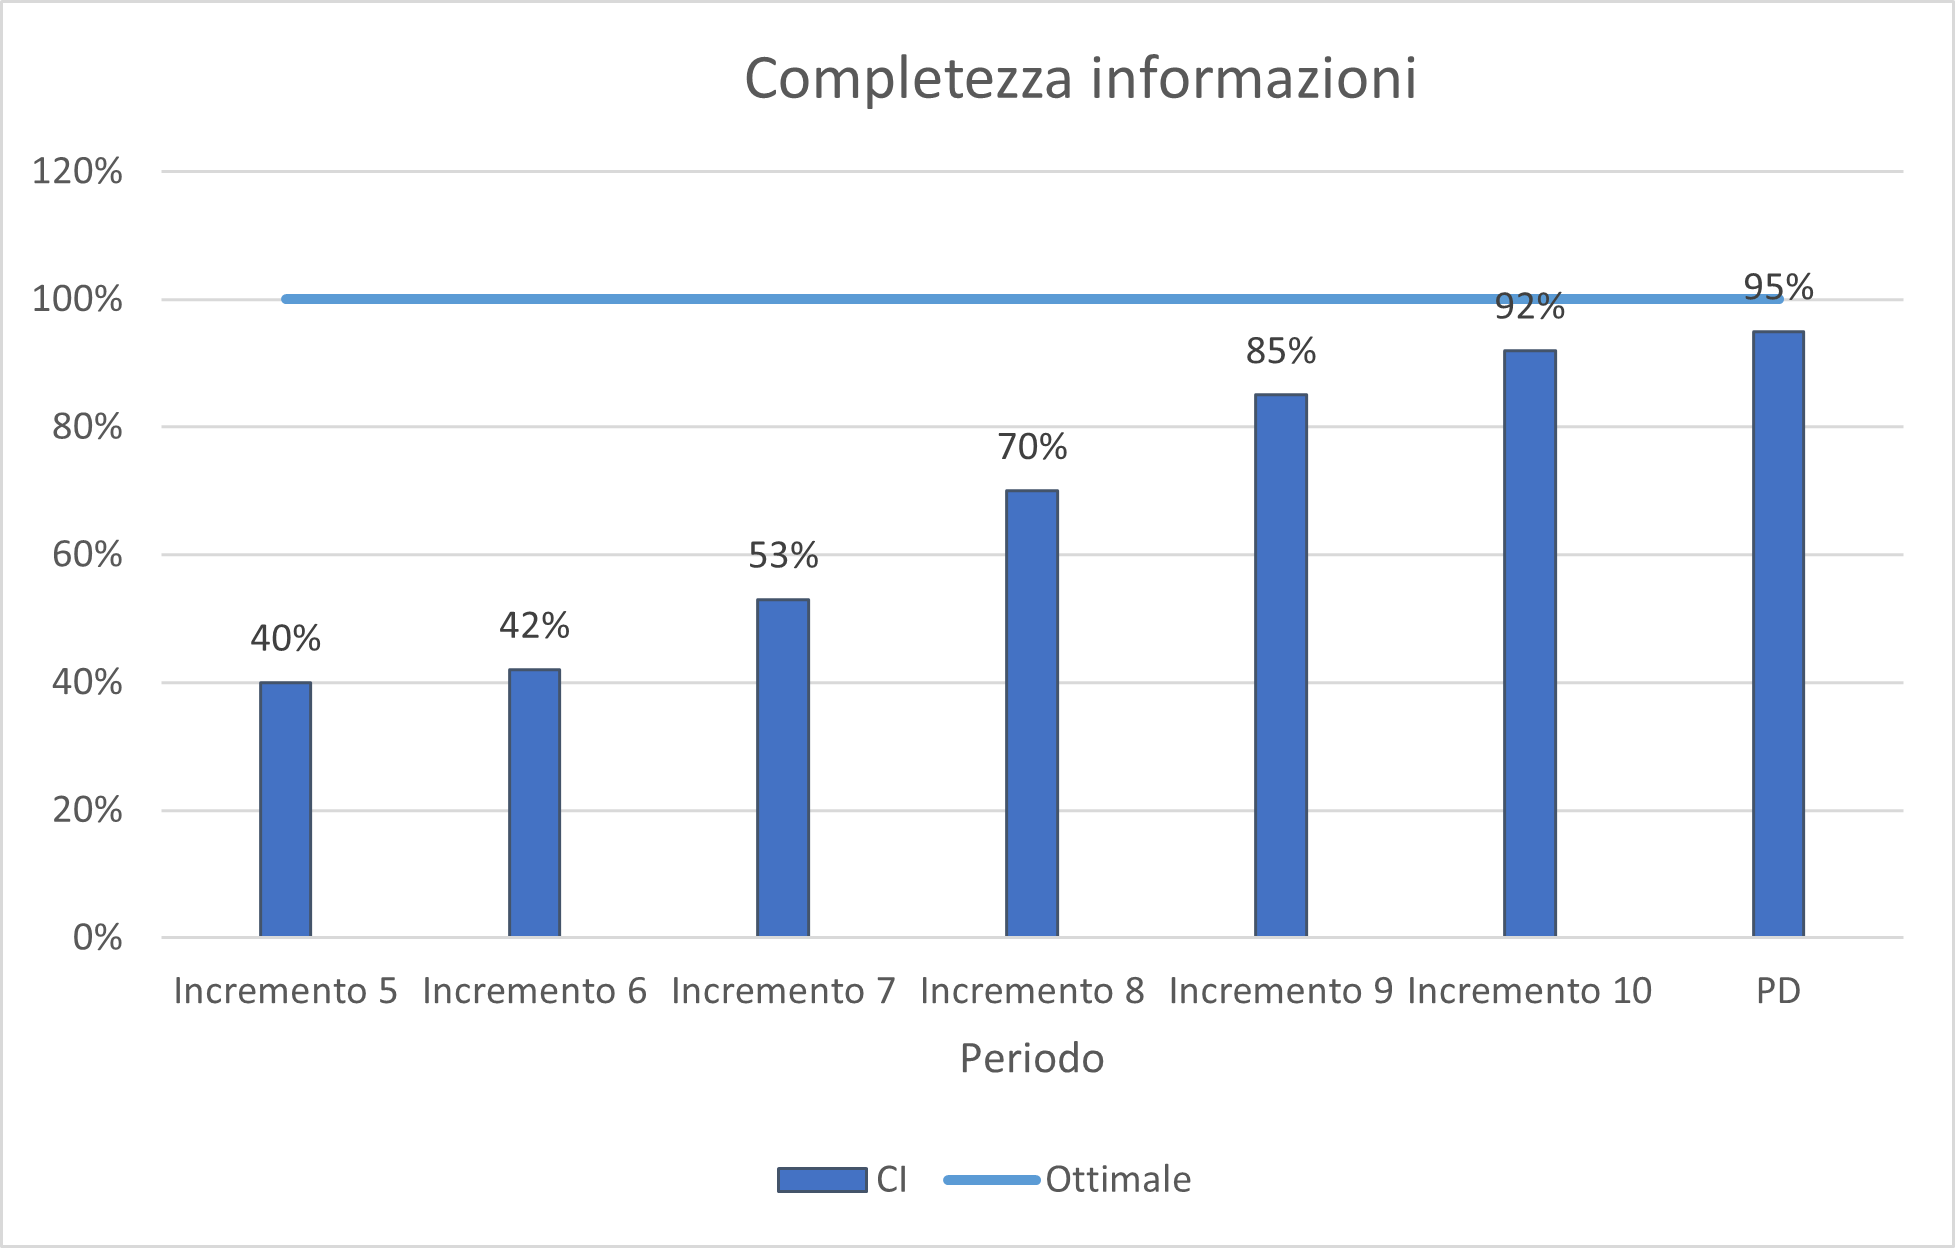 Completezza informazioni
120%
100%
80%
60%
40%
20%
0%
40%
42%
53%
70%
85%
92%
95%
Incremento 5
Incremento 6
Incremento 7
Incremento 8
Incremento 9
Incremento 10
PD
Periodo
CI
Ottimale